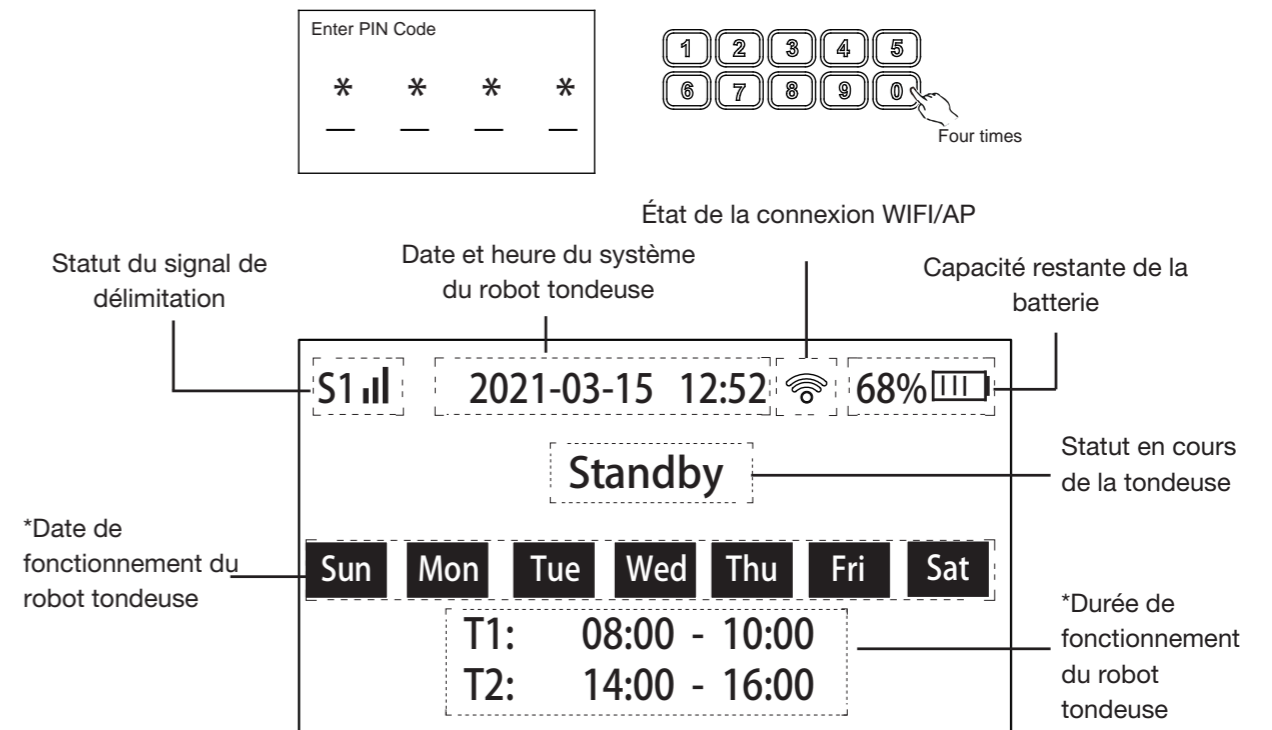 Enter PIN Code
* * * *
1 2 3 4 5
6 7 8 9 0
Four times
État de la connexion WIFI/AP
Statut du signal de
délimitation
Date et heure du système
du robot tondeuse
Capacité restante de la
batterie
S1 2021-03-15 12:52 68%
Standby
Statut en cours
de la tondeuse
*Date de
fonctionnement du
robot tondeuse
Sun Mon Tue Wed Thu Fri Sat
T1: 08:00 - 10:00
T2: 14:00 - 16:00
*Durée de
fonctionnement
du robot
tondeuse